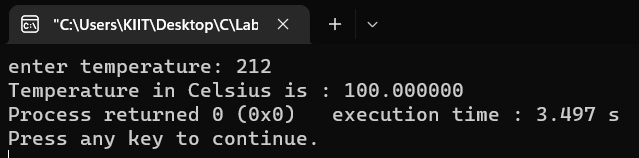 "C:\Users\KIIT\Desktop\C\Lab
enter temperature: 212
Temperature in Celsius is : 100.000000
Process returned 0 (0x0)   execution time : 3.497 s
Press any key to continue.